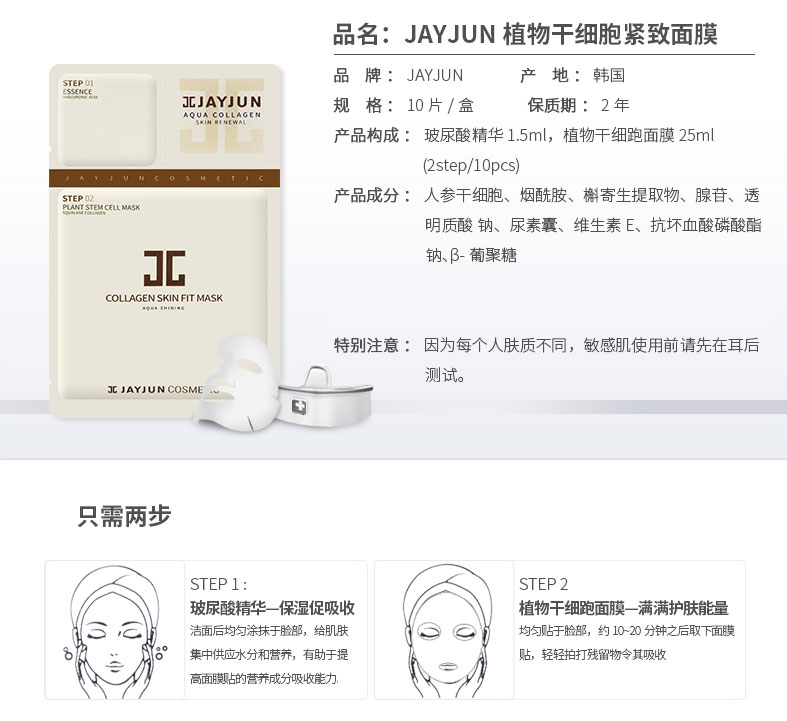 品名：JAYJUN 植物干细胞紧致面膜
品 牌： JAYJUN 产 地： 韩国
规 格： 10 片 / 盒 保质期： 2 年
产品构成： 玻尿酸精华 1.5ml，植物干细跑面膜 25ml
(2step/10pcs)
产品成分： 人参干细胞、烟酰胺、槲寄生提取物、腺苷、透
明质酸 钠、尿素囊、维生素 E、抗坏血酸磷酸酯
钠、β- 葡聚糖
特别注意： 因为每个人肤质不同，敏感肌使用前请先在耳后
测试。
STEP 01
ESSENCE
HYALURONIC ACID
JAYJUN
AQUA COLLAGEN
SKIN RENEWAL
JAYJUNCOSMETIC
STEP 02
PLANT STEM CELL MASK
SQUALANE COLLAGEN
COLLAGEN SKIN FIT MASK
AQUA SHINING
JAYJUN COSMETIC
只需两步
STEP 1 :
玻尿酸精华—保湿促吸收
洁面后均匀涂抹于脸部，给肌肤
集中供应水分和营养，有助于提
高面膜贴的营养成分吸收能力.
STEP 2
植物干细跑面膜—满满护肤能量
均匀贴于脸部，约 10~20 分钟之后取下面膜
贴，轻轻拍打残留物令其吸收